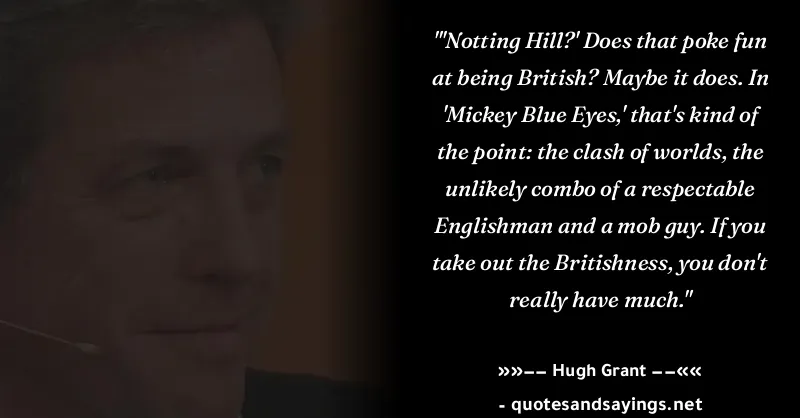 "'Notting Hill?' Does that poke fun
at being British? Maybe it does. In
'Mickey Blue Eyes,' that's kind of
the point: the clash of worlds, the
unlikely combo of a respectable
Englishman and a mob guy. If you
take out the Britishness, you don't
really have much."
»»−− Hugh Grant −−««
- quotesandsayings.net